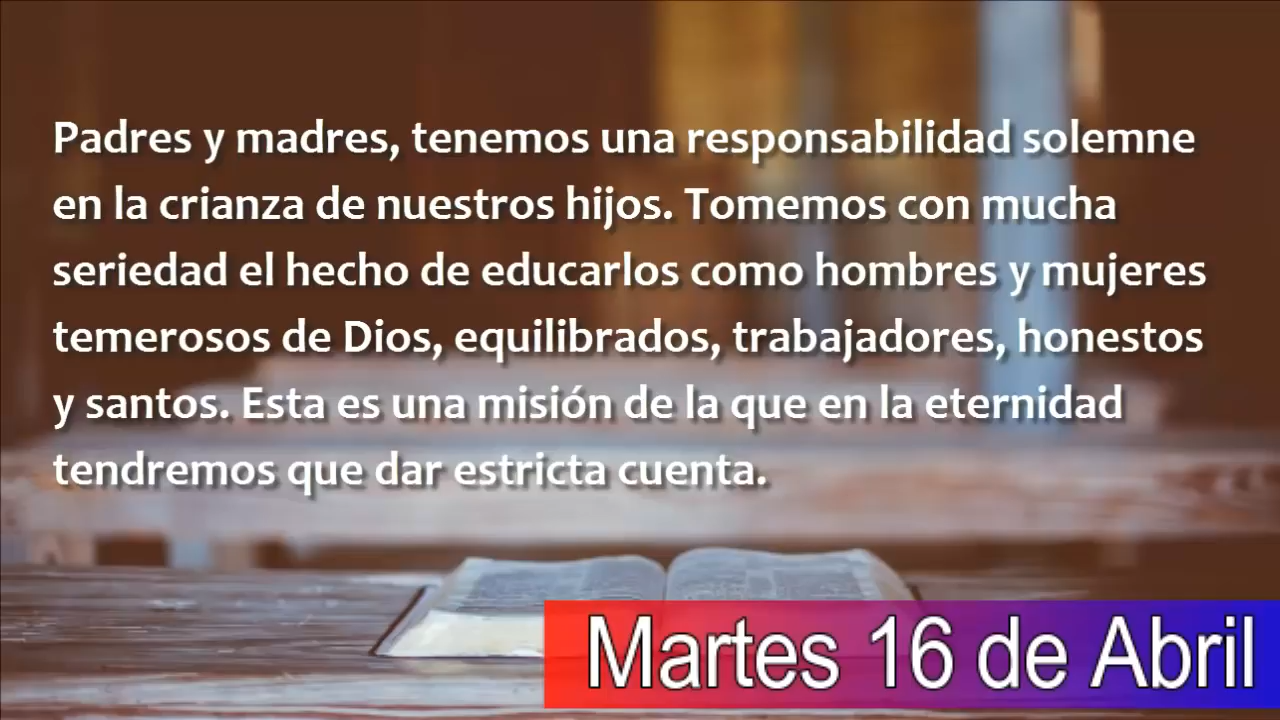 Padres y madres, tenemos una responsabilidad solemne
en la crianza de nuestros hijos. Tomemos con mucha
seriedad el hecho de educarlos como hombres y mujeres
temerosos de Dios, equilibrados, trabajadores, honestos
y santos. Esta es una misión de la que en la eternidad
tendremos que dar estricta cuenta.
Martes 16 de Abril